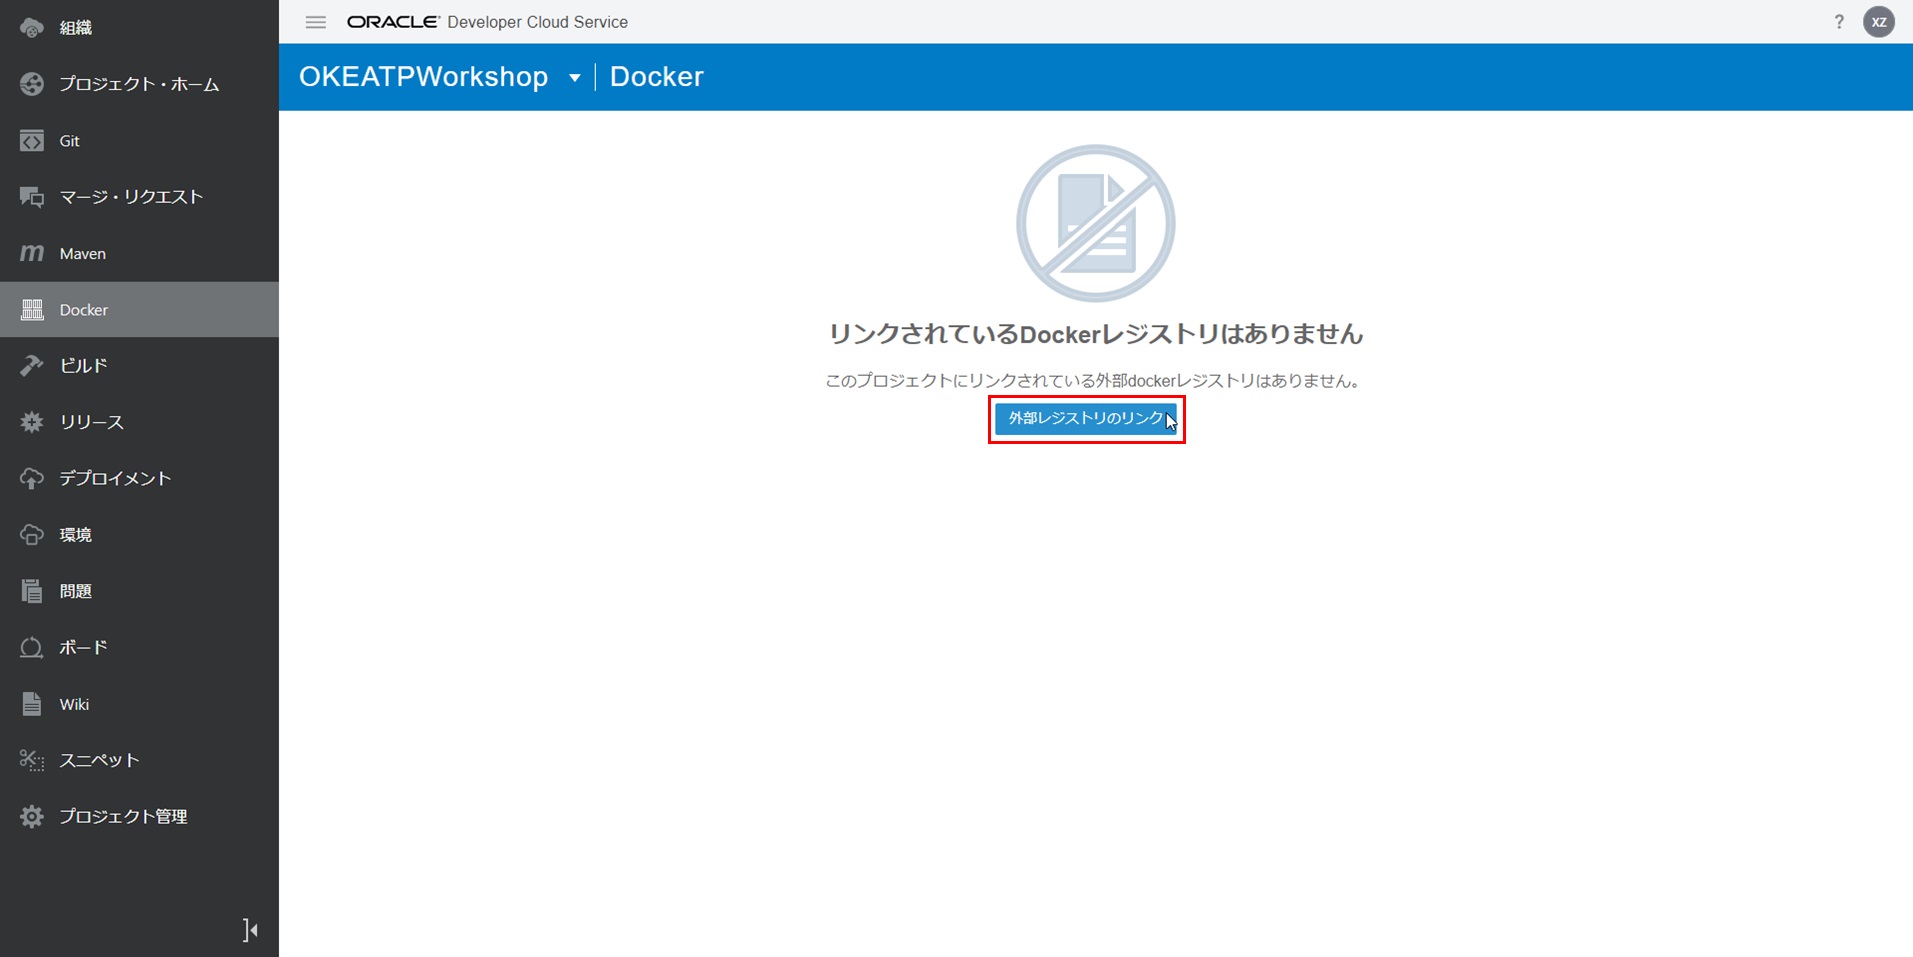 組織
プロジェクト・ホーム
Git
マージ・リクエスト
Maven
Docker
ビルド
リリース
デプロイメント
環境
問題
ボード
Wiki
スニペット
プロジェクト管理
ORACLE Developer Cloud Service
? XZ
OKEATPWorkshop Docker
リンクされているDockerレジストリはありません
このプロジェクトにリンクされている外部dockerレジストリはありません。
外部レジストリのリンク